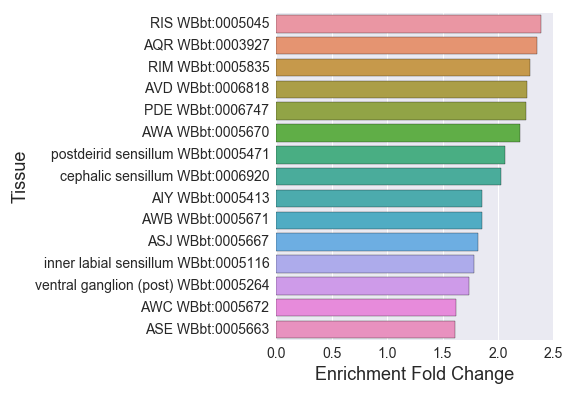 RIS WBbt:0005045
AQR WBbt:0003927
RIM WBbt:0005835
AVD WBbt:0006818
PDE WBbt:0006747
AWA WBbt:0005670
postdeirid sensillum WBbt:0005471
cephalic sensillum WBbt:0006920
AIY WBbt:0005413
AWB WBbt:0005671
ASJ WBbt:0005667
inner labial sensillum WBbt:0005116
ventral ganglion (post) WBbt:0005264
AWC WBbt:0005672
ASE WBbt:0005663
Tissue
0.0 0.5 1.0 1.5 2.0 2.5
Enrichment Fold Change